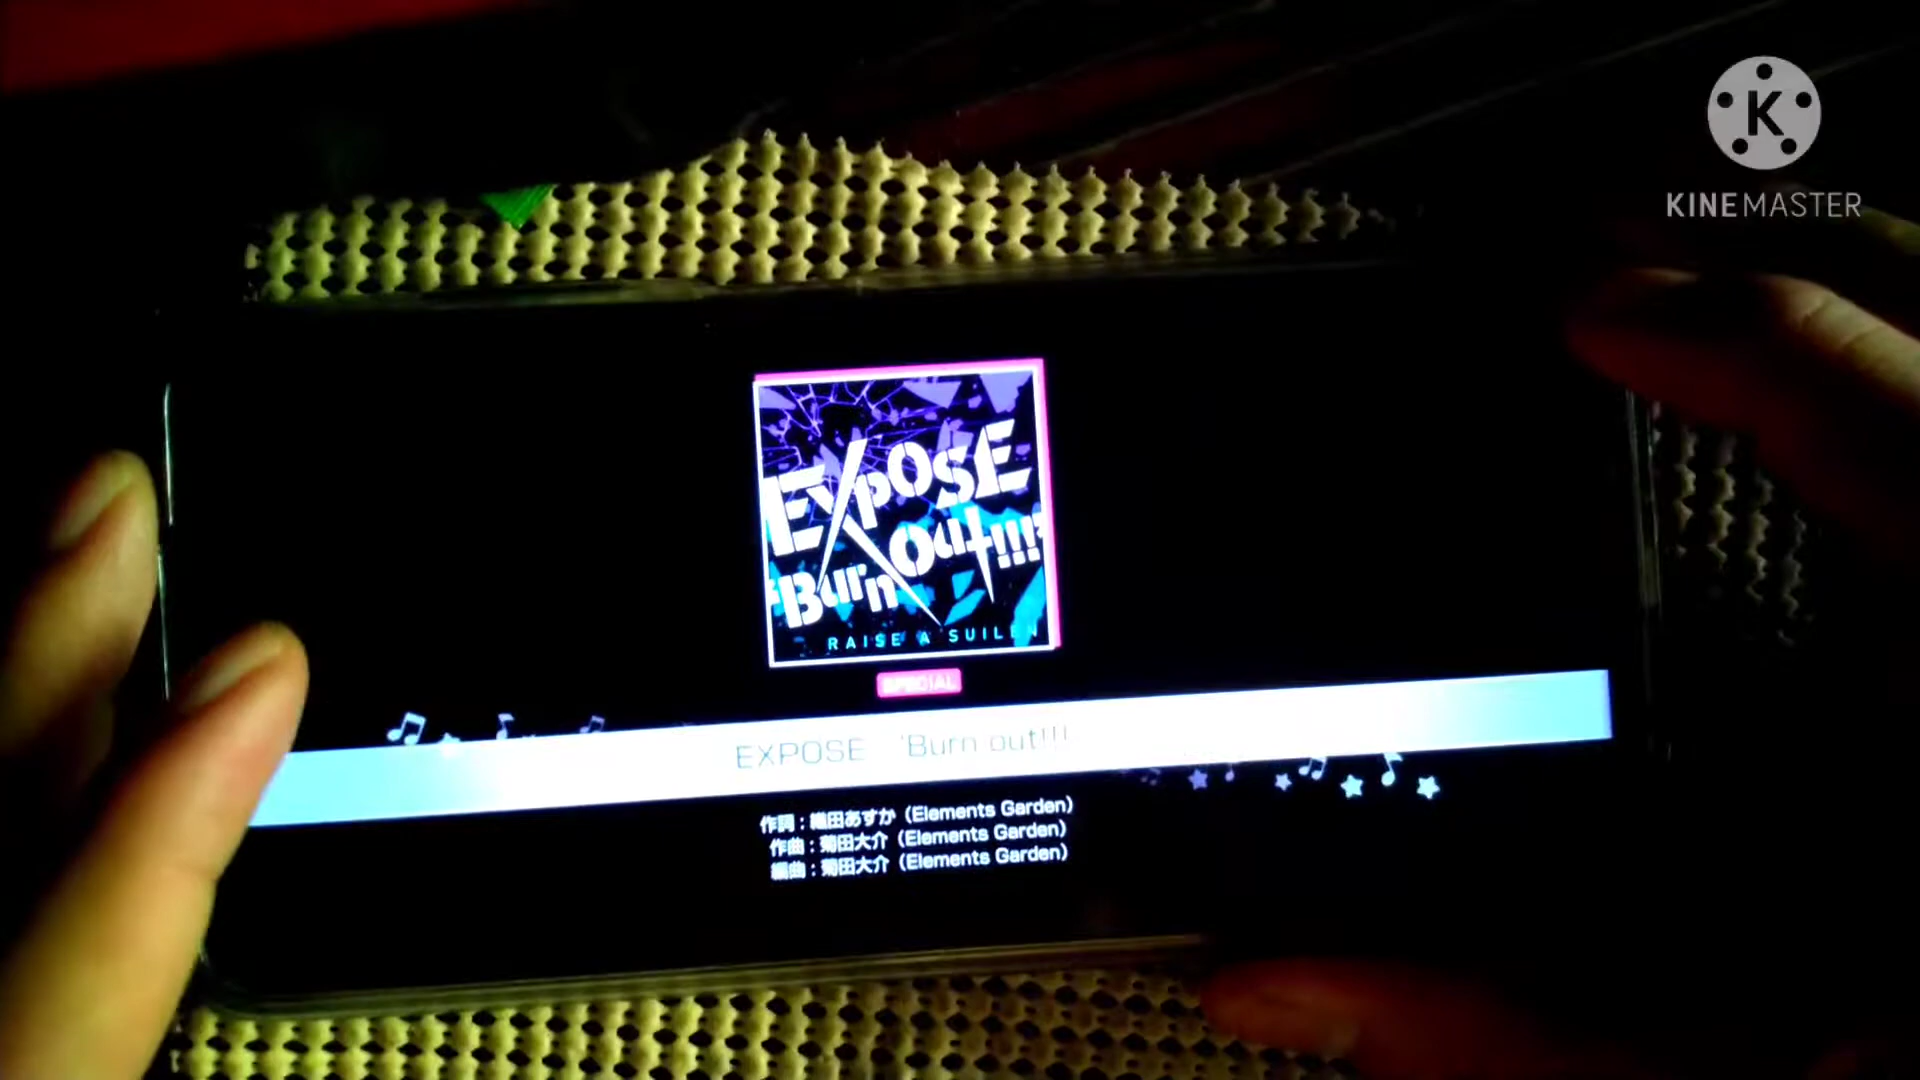 K
KINEMASTER
EXPOSE
'Burn Out!!!'
RAISE A SUILEN
SPECIAL
EXPOSE 'Burn out!!!'
作詞：織田あすか（Elements Garden）
作曲：菊田大介（Elements Garden）
編曲：菊田大介（Elements Garden）